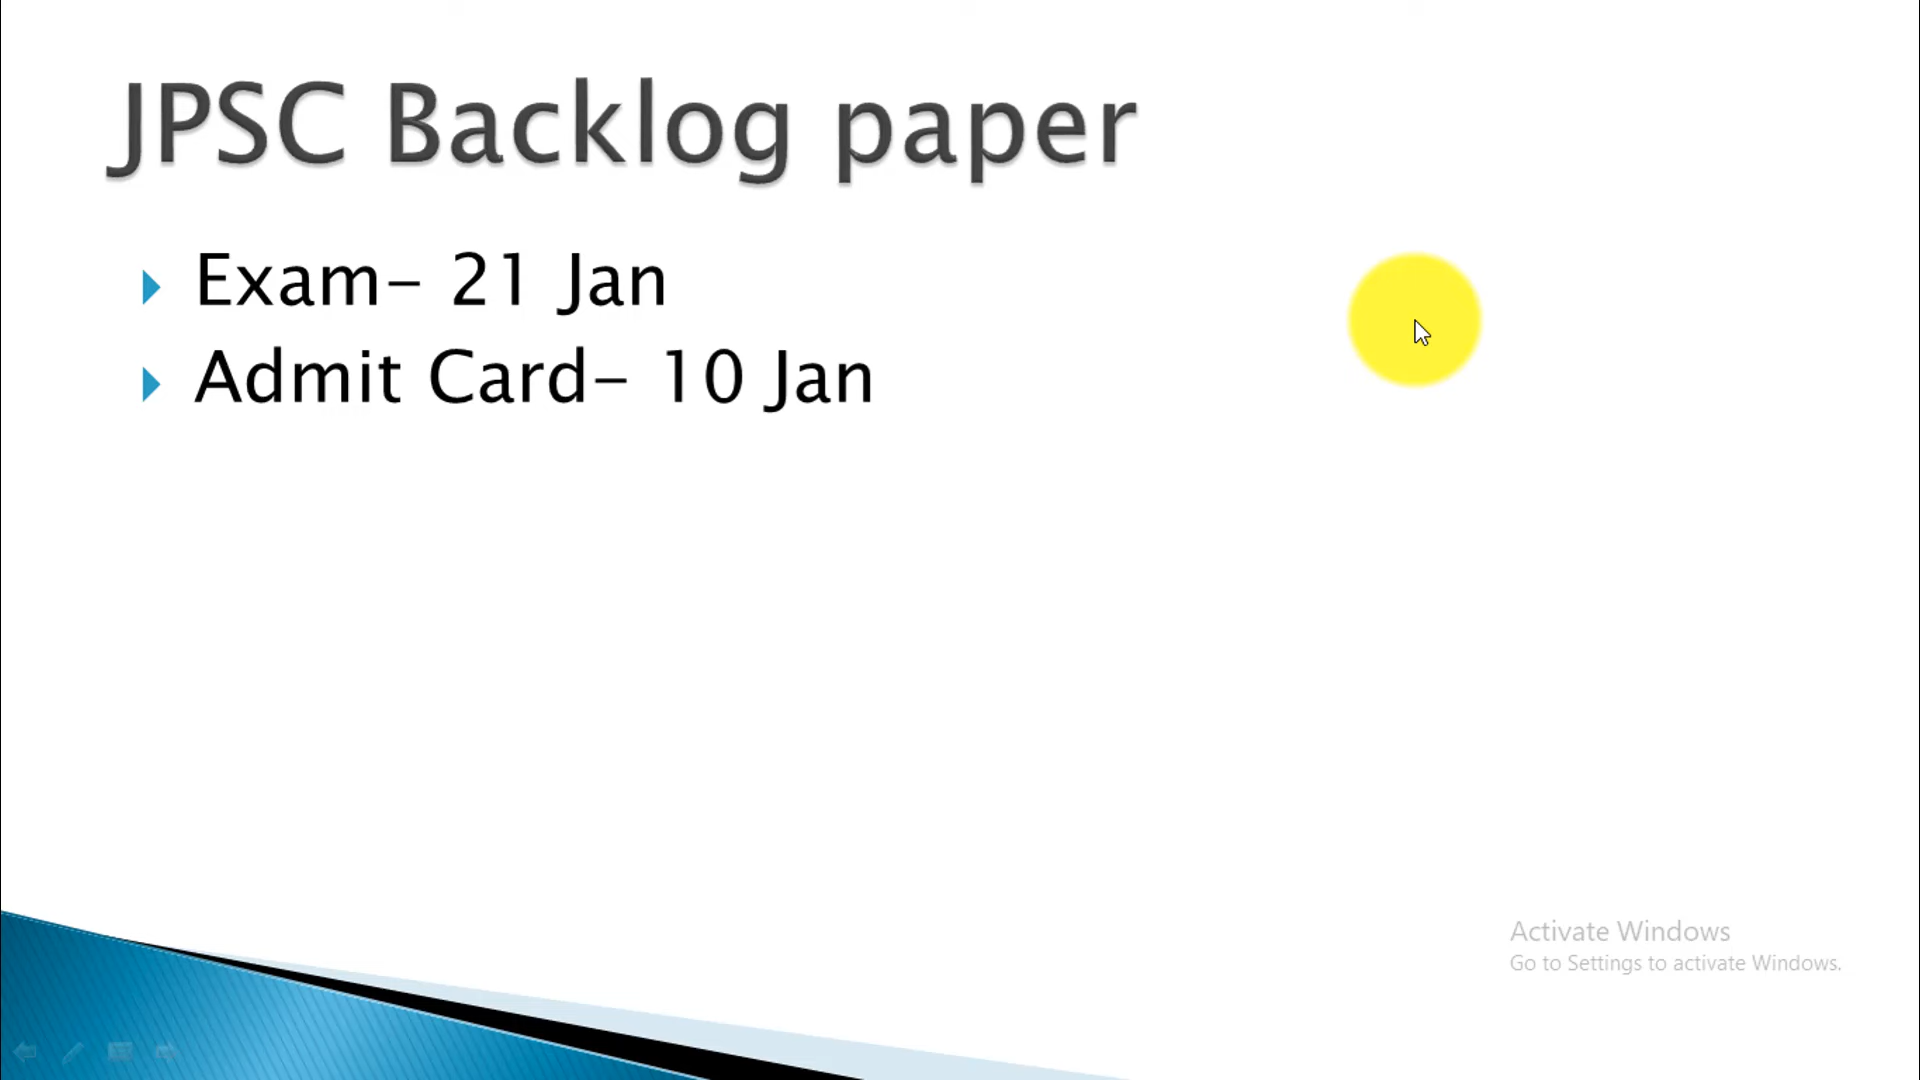 JPSC Backlog paper
Exam- 21 Jan
Admit Card- 10 Jan
Activate Windows
Go to Settings to activate Windows.